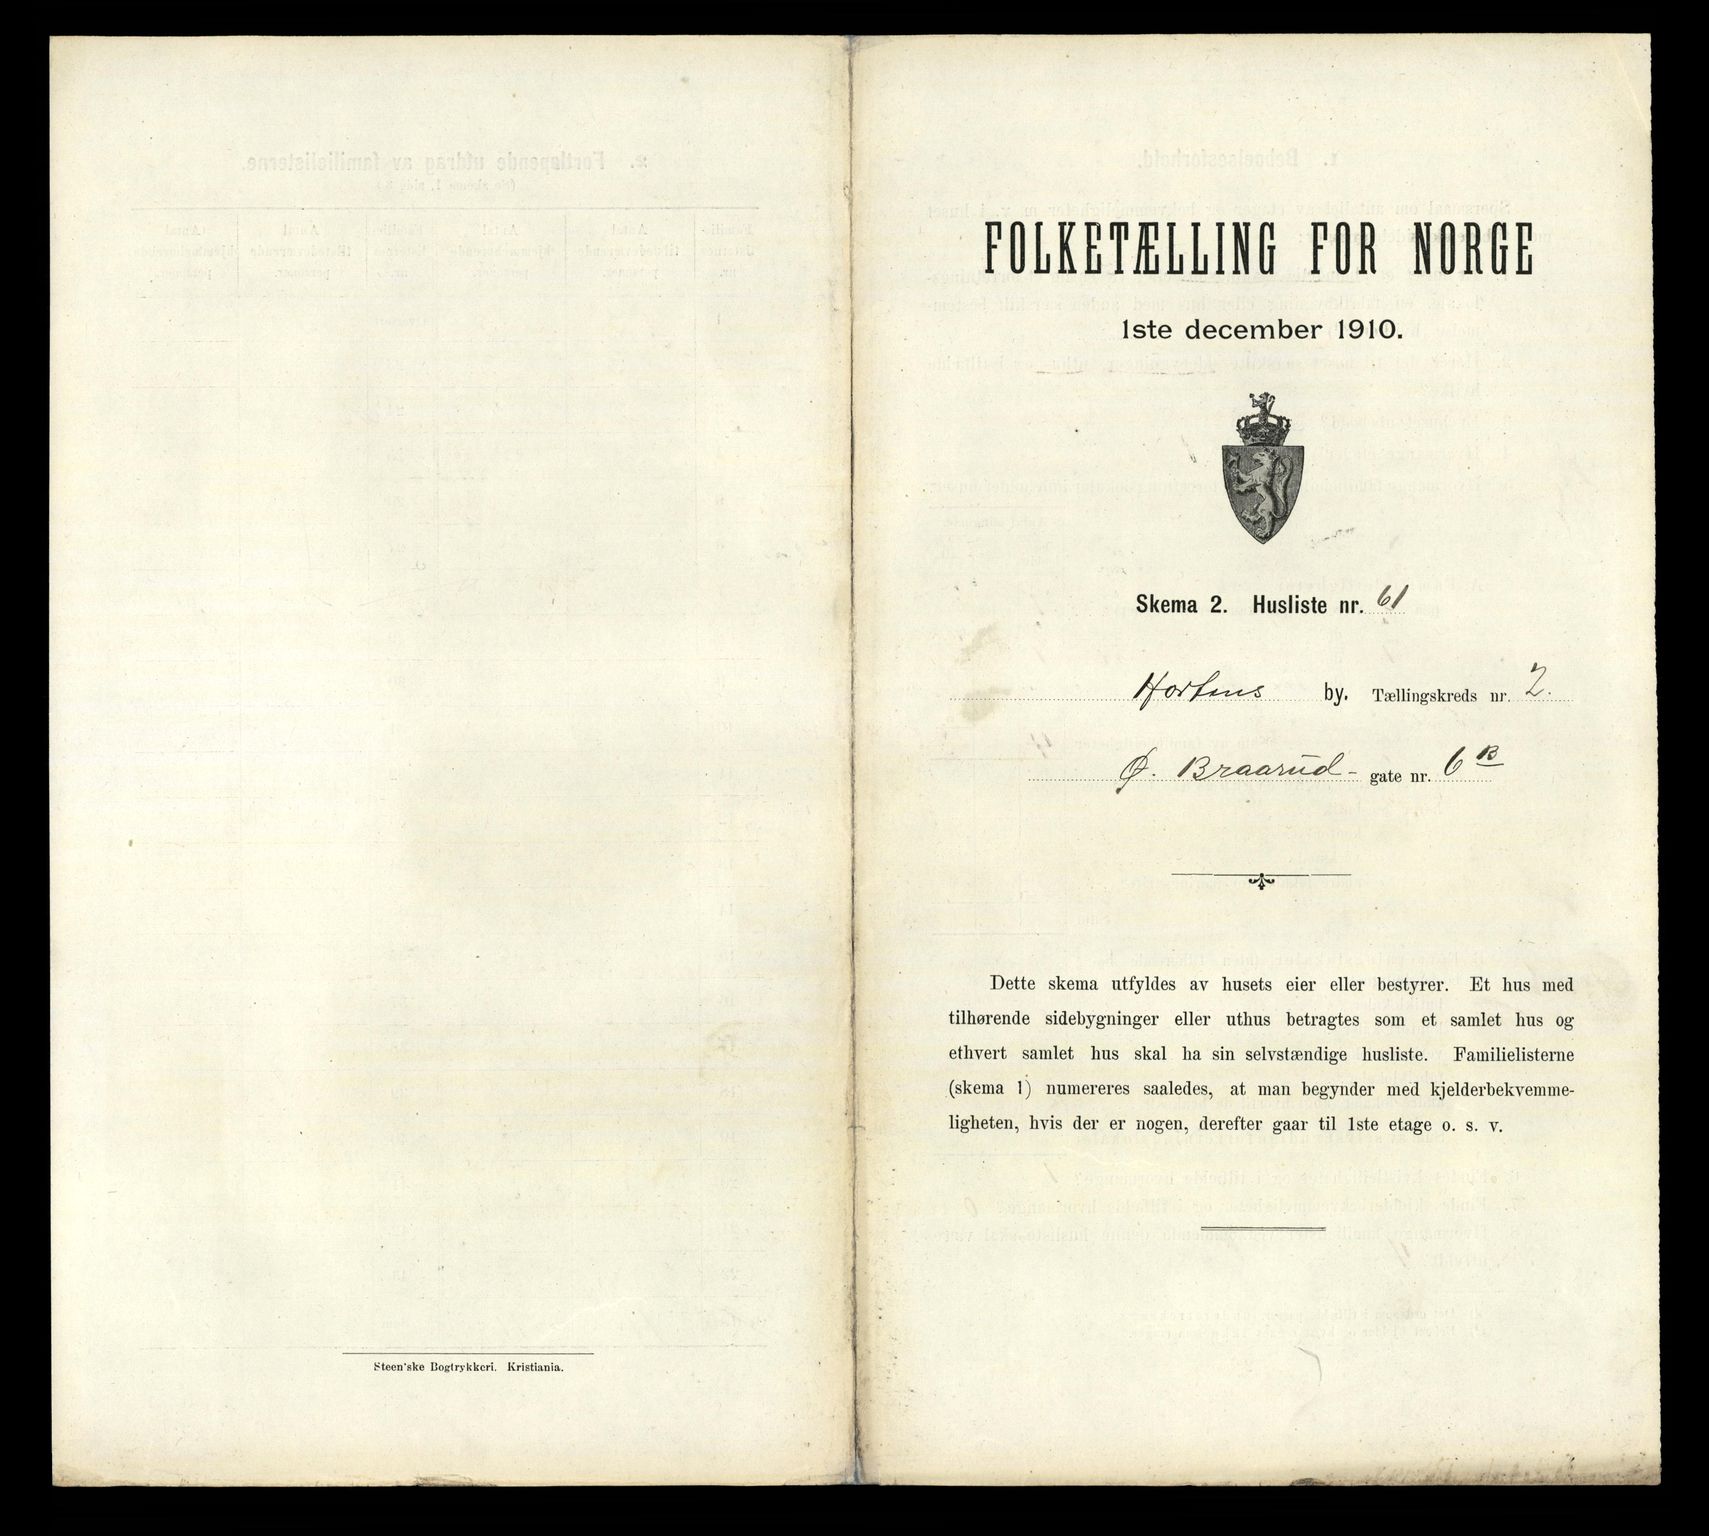 FOLKETÆLLING FOR NORGE
1ste december 1910.
Skema 2. Husliste nr. 61
Hortens by. Tællingskreds nr. 2.
Ø. Braarud- gate nr. 6 B
Dette skema utfyldes av husets eier eller bestyrer. Et hus med
tilhørende sidebygninger eller uthus betragtes som et samlet hus og
ethvert samlet hus skal ha sin selvstændige husliste. Familielisterne
(skema 1) numereres saaledes, at man begynder med kjelderbekvemme-
ligheten, hvis der er nogen, derefter gaar til 1ste etage o. s. v.
Steen'ske Bogtrykkeri. Kristiania.